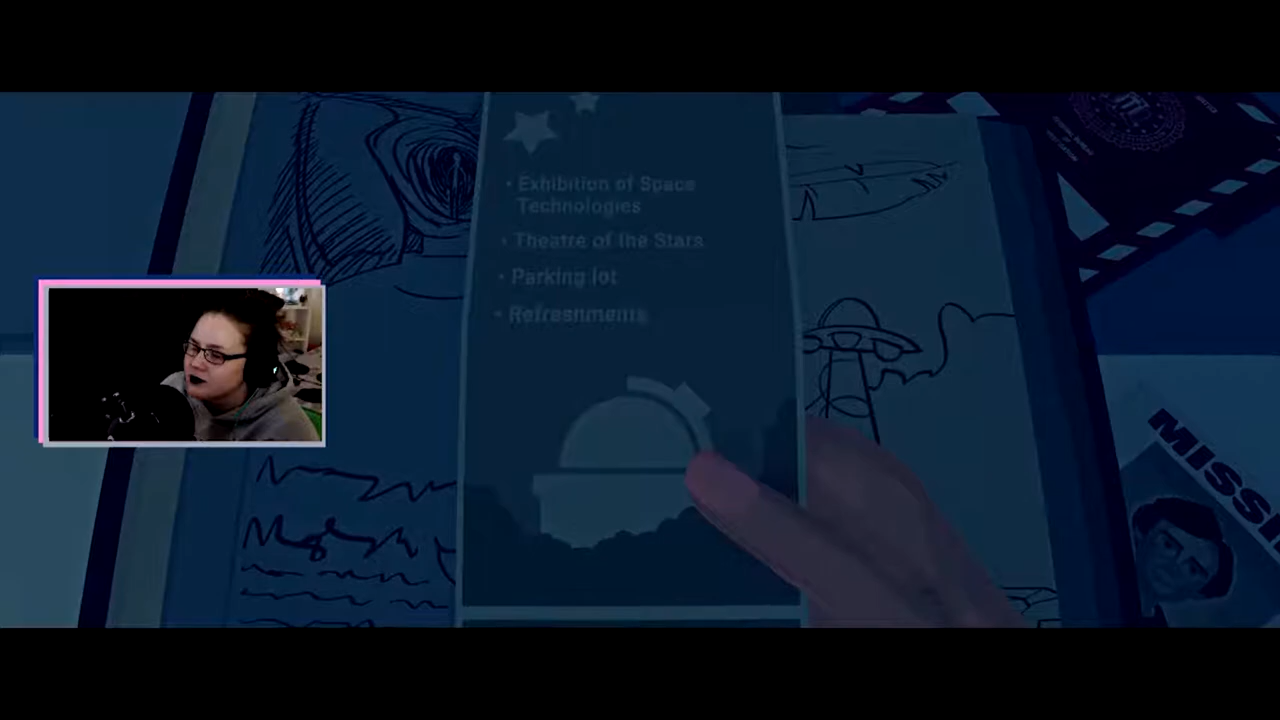 • Exhibition of Space
Technologies
• Theatre of the Stars
• Parking lot
• Refreshments